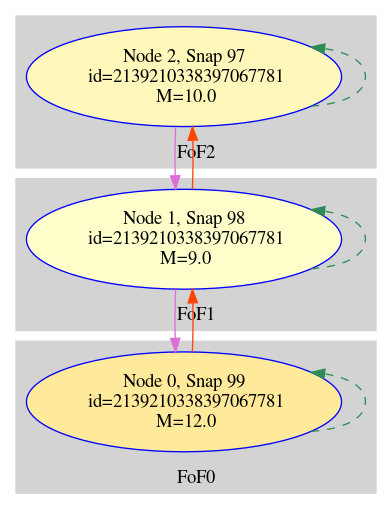 Node 2, Snap 97
id=2139210338397067781
M=10.0
FoF2
Node 1, Snap 98
id=2139210338397067781
M=9.0
FoF1
Node 0, Snap 99
id=2139210338397067781
M=12.0
FoF0